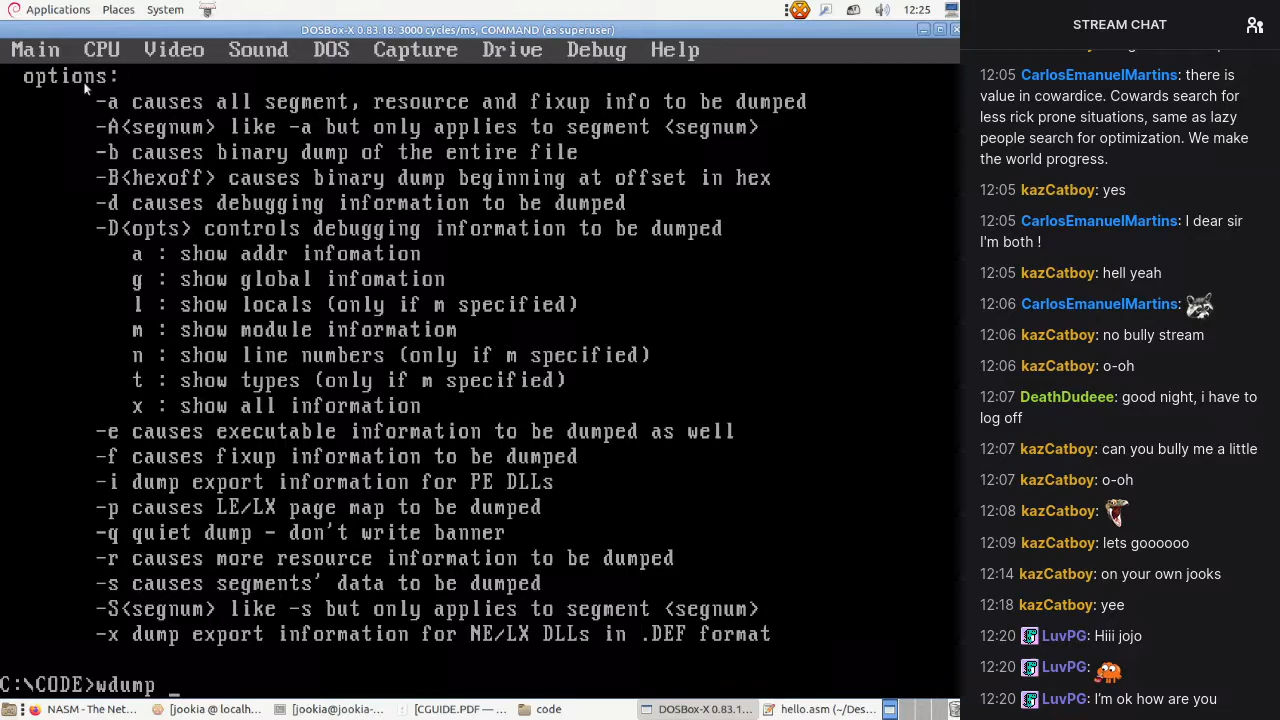 Applications Places System 12:25
DOSBox-X 0.83.18: 3000 cycles/ms, COMMAND (as superuser)
Main CPU Video Sound DOS Capture Drive Debug Help
options:
-a causes all segment, resource and fixup info to be dumped
-A<segnum> like -a but only applies to segment <segnum>
-b causes binary dump of the entire file
-B<hexoff> causes binary dump beginning at offset in hex
-d causes debugging information to be dumped
-D<opts> controls debugging information to be dumped
a : show addr infomation
g : show global infomation
l : show locals (only if m specified)
m : show module informatiom
n : show line numbers (only if m specified)
t : show types (only if m specified)
x : show all information
-e causes executable information to be dumped as well
-f causes fixup information to be dumped
-i dump export information for PE DLLs
-p causes LE/LX page map to be dumped
-q quiet dump - don't write banner
-r causes more resource information to be dumped
-s causes segments' data to be dumped
-S<segnum> like -s but only applies to segment <segnum>
-x dump export information for NE/LX DLLs in .DEF format
C:\CODE>wdump _
NASM - The Net... [jookia @ localh... [jookia@jookia-... [CGUIDE.PDF — ... code DOSBox-X 0.83.1... hello.asm (~/Des...
STREAM CHAT
12:05 CarlosEmanuelMartins: there is
value in cowardice. Cowards search for
less rick prone situations, same as lazy
people search for optimization. We make
the world progress.
12:05 kazCatboy: yes
12:05 CarlosEmanuelMartins: I dear sir
I'm both !
12:05 kazCatboy: hell yeah
12:06 CarlosEmanuelMartins:
12:06 kazCatboy: no bully stream
12:06 kazCatboy: o-oh
12:07 DeathDudeee: good night, i have to
log off
12:07 kazCatboy: can you bully me a little
12:07 kazCatboy: o-oh
12:08 kazCatboy:
12:09 kazCatboy: lets goooooo
12:14 kazCatboy: on your own jooks
12:18 kazCatboy: yee
12:20 LuvPG: Hiii jojo
12:20 LuvPG:
12:20 LuvPG: I'm ok how are you